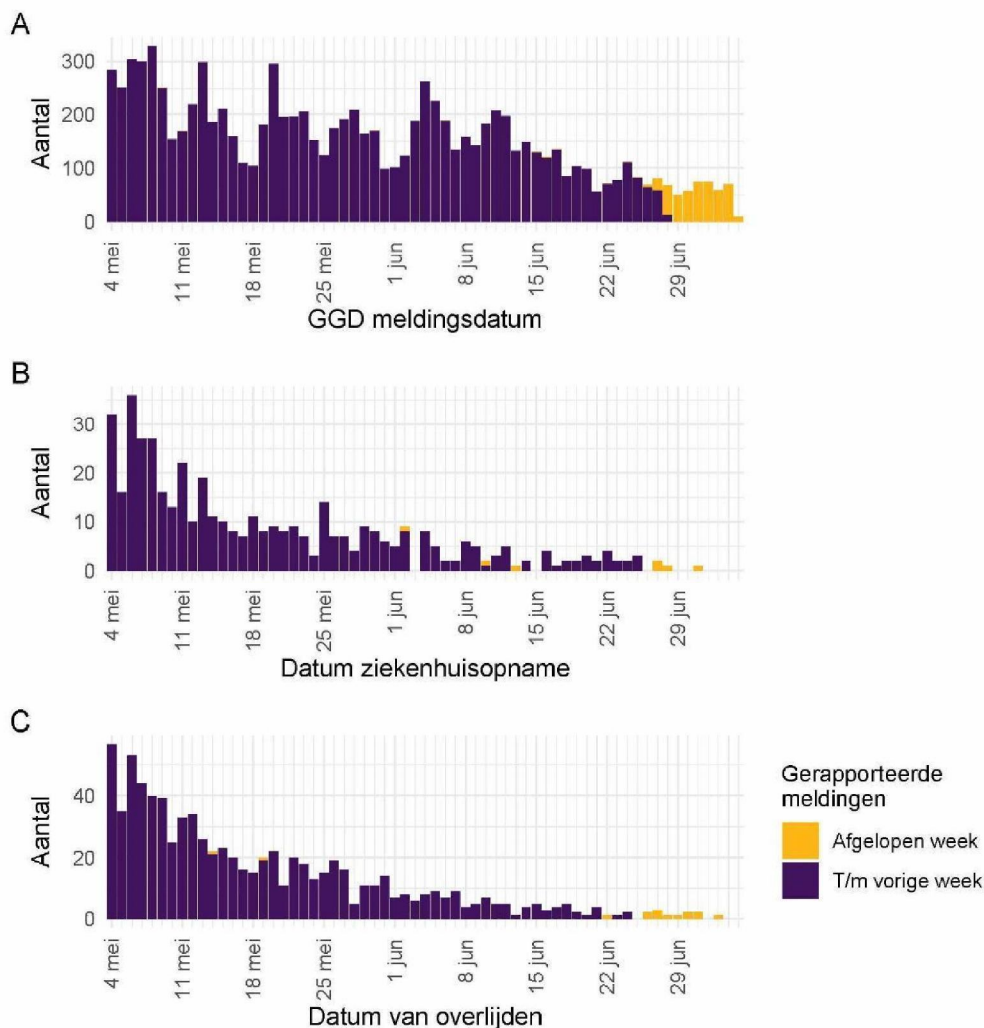 A
Aantal
300
200
100
0
4 mei
11 mei
18 mei
25 mei
1 jun
8 jun
15 jun
22 jun
29 jun
GGD meldingsdatum
B
Aantal
30
20
10
0
4 mei
11 mei
18 mei
25 mei
1 jun
8 jun
15 jun
22 jun
29 jun
Datum ziekenhuisopname
C
Aantal
40
20
0
4 mei
11 mei
18 mei
25 mei
1 jun
8 jun
15 jun
22 jun
29 jun
Datum van overlijden
Gerapporteerde
meldingen
Afgelopen week
T/m vorige week